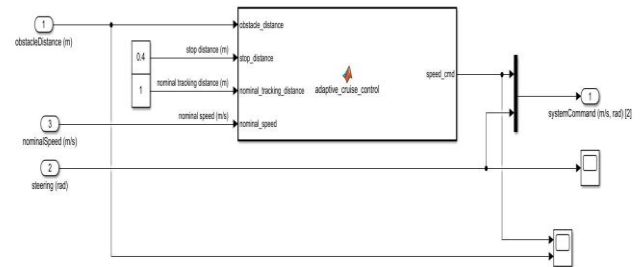 1
obstacleDistance (m)
obstacle_distance
0.4
stop distance (m)
stop_distance
1
nominal tracking distance (m)
nominal_tracking_distance
adaptive_cruise_control
speed_cmd
1
systemCommand (m/s, rad) [2]
3
nominalSpeed (m/s)
nominal speed (m/s)
nominal_speed
2
steering (rad)